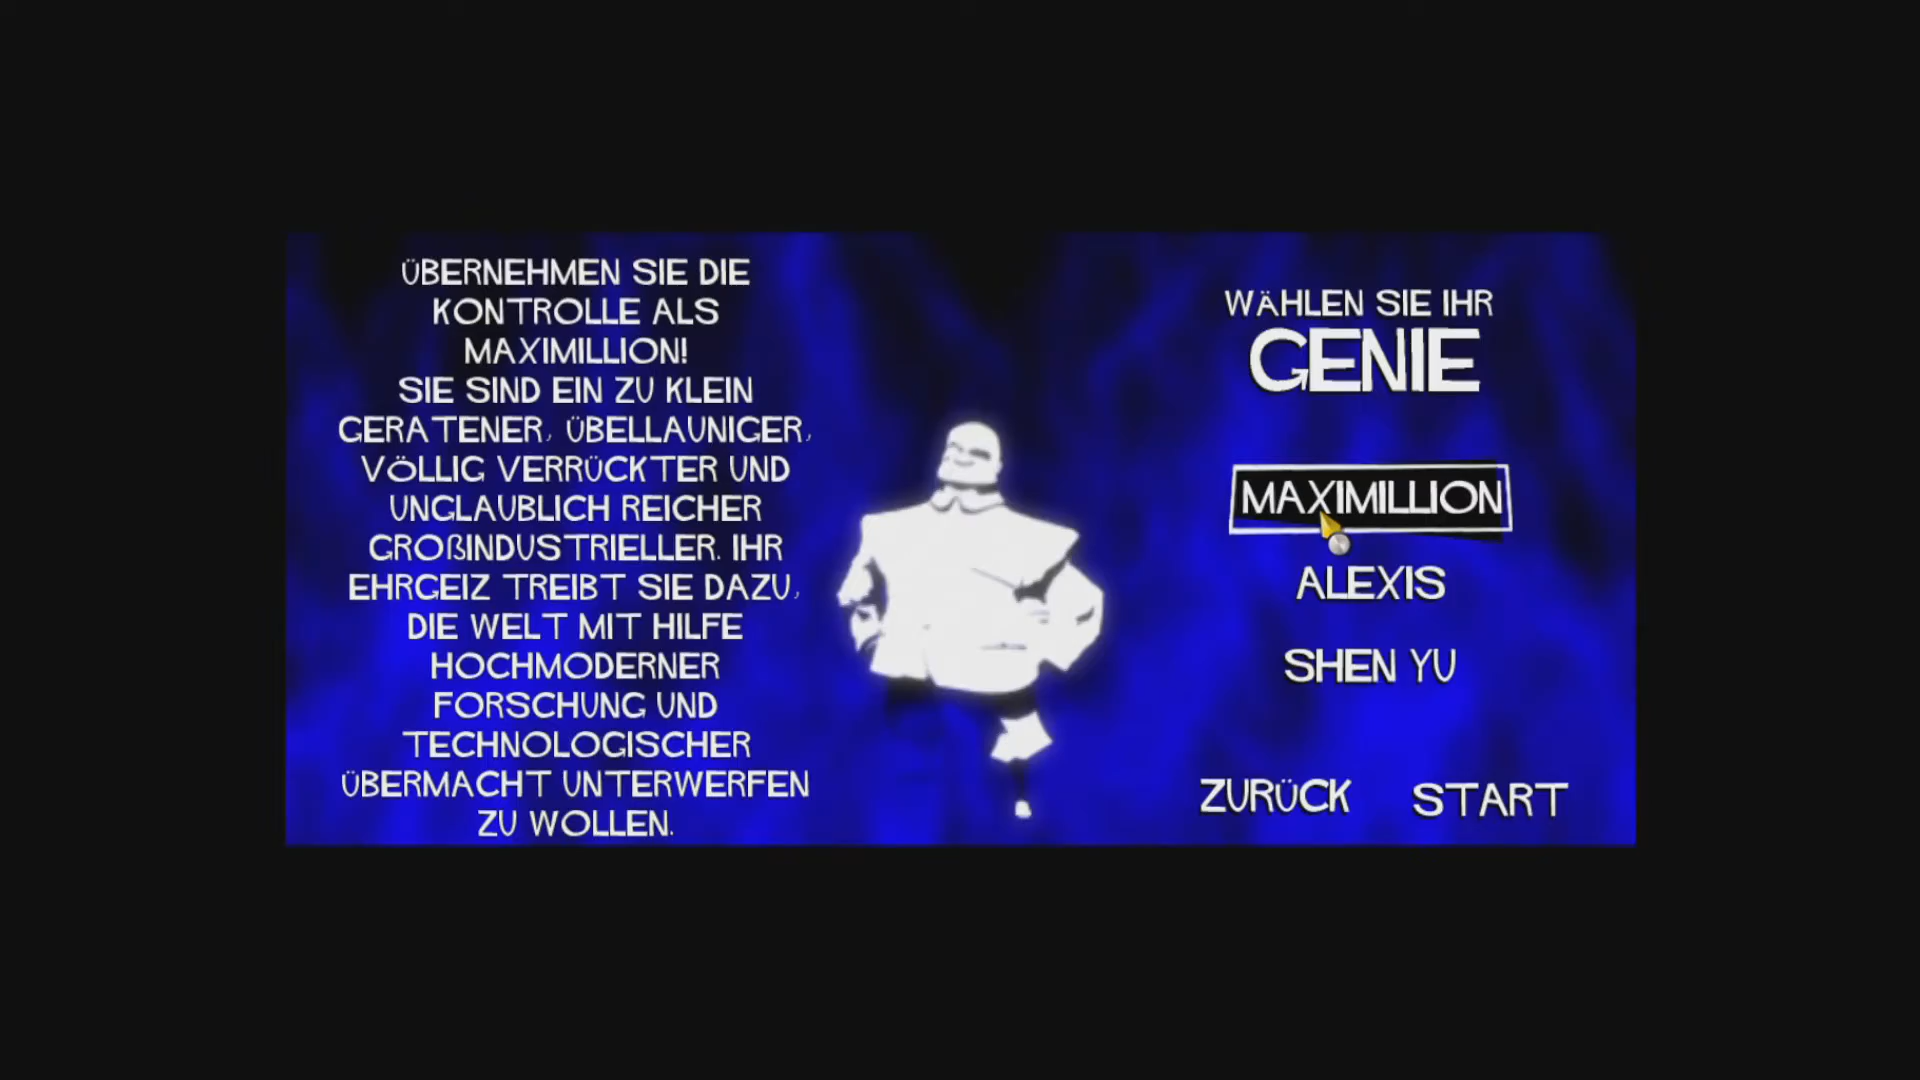 ÜBERNEHMEN SIE DIE
KONTROLLE ALS
MAXIMILLION!
SIE SIND EIN ZU KLEIN
GERATENER, ÜBELLAUNIGER,
VÖLLIG VERRÜCKTER UND
UNGLAUBLICH REICHER
GROßINDUSTRIELLER. IHR
EHRGEIZ TREIBT SIE DAZU,
DIE WELT MIT HILFE
HOCHMODERNER
FORSCHUNG UND
TECHNOLOGISCHER
ÜBERMACHT UNTERWERFEN
ZU WOLLEN.
WÄHLEN SIE IHR
GENIE
MAXIMILLION
ALEXIS
SHEN YU
ZURÜCK
START